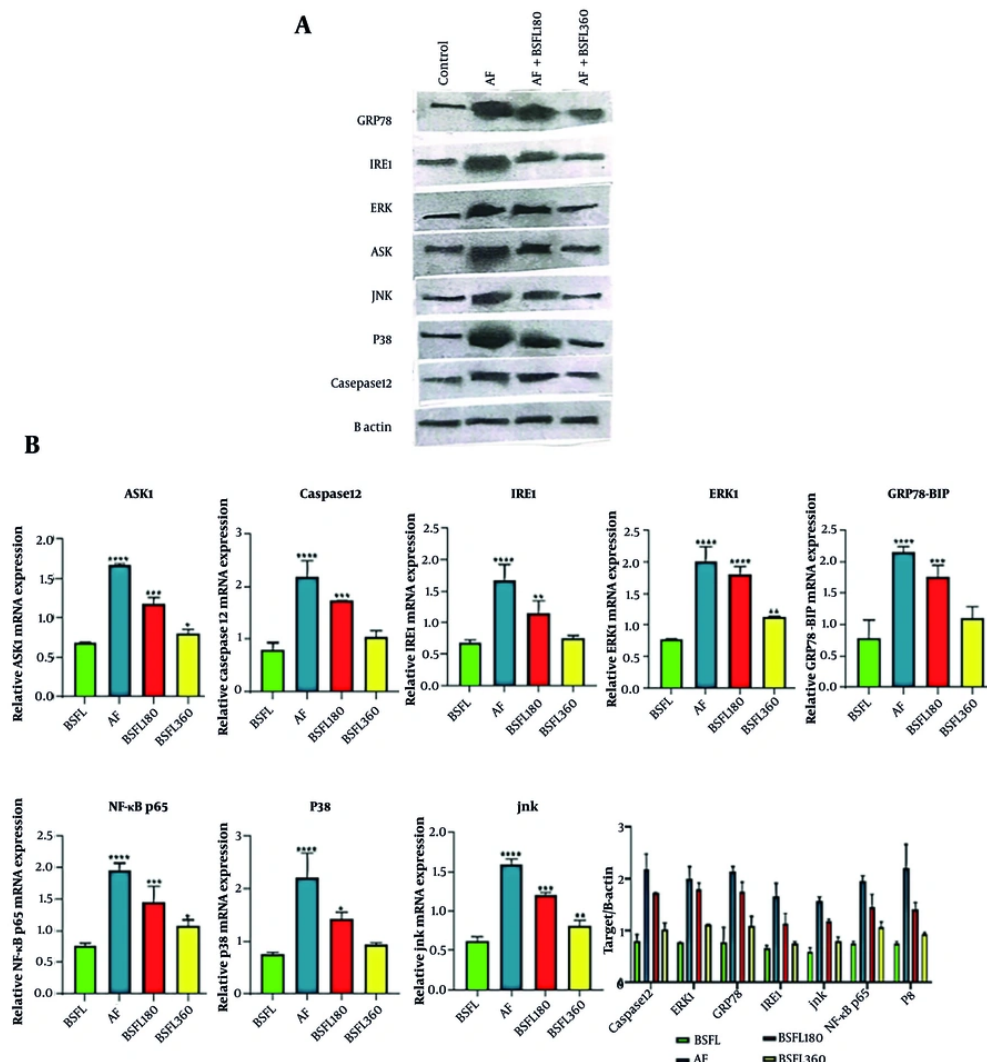 A
Control
AF
AF + BSFL180
AF + BSFL360
GRP78
IRE1
ERK
ASK
JNK
P38
Casepase12
B actin
B
ASK1
Relative ASK1 mRNA expression
2.0
1.5
1.0
0.5
0.0
****
***
*
BSFL
AF
BSFL180
BSFL360
Caspase12
Relative casepase 12 mRNA expression
3
2
1
0
****
***
BSFL
AF
BSFL180
BSFL360
IRE1
Relative IRE1 mRNA expression
2.5
2.0
1.5
1.0
0.5
0.0
****
**
BSFL
AF
BSFL180
BSFL360
ERK1
Relative ERK1 mRNA expression
2.5
2.0
1.5
1.0
0.5
0.0
****
****
**
BSFL
AF
BSFL180
BSFL360
GRP78-BIP
Relative GRP78 -BIP mRNA expression
2.5
2.0
1.5
1.0
0.5
0.0
****
***
BSFL
AF
BSFL180
BSFL360
NF-κB p65
Relative NF-κB p65 mRNA expression
2.5
2.0
1.5
1.0
0.5
0.0
****
***
*
BSFL
AF
BSFL180
BSFL360
P38
Relative p38 mRNA expression
3
2
1
0
****
*
BSFL
AF
BSFL180
BSFL360
jnk
Relative jnk mRNA expression
2.0
1.5
1.0
0.5
0.0
****
***
**
BSFL
AF
BSFL180
BSFL360
Target/B-actin
3
2
1
Caspase12
ERK1
GRP78
IRE1
jnk
NF-κB p65
P8
BSFL
BSFL180
AF
BSFL360